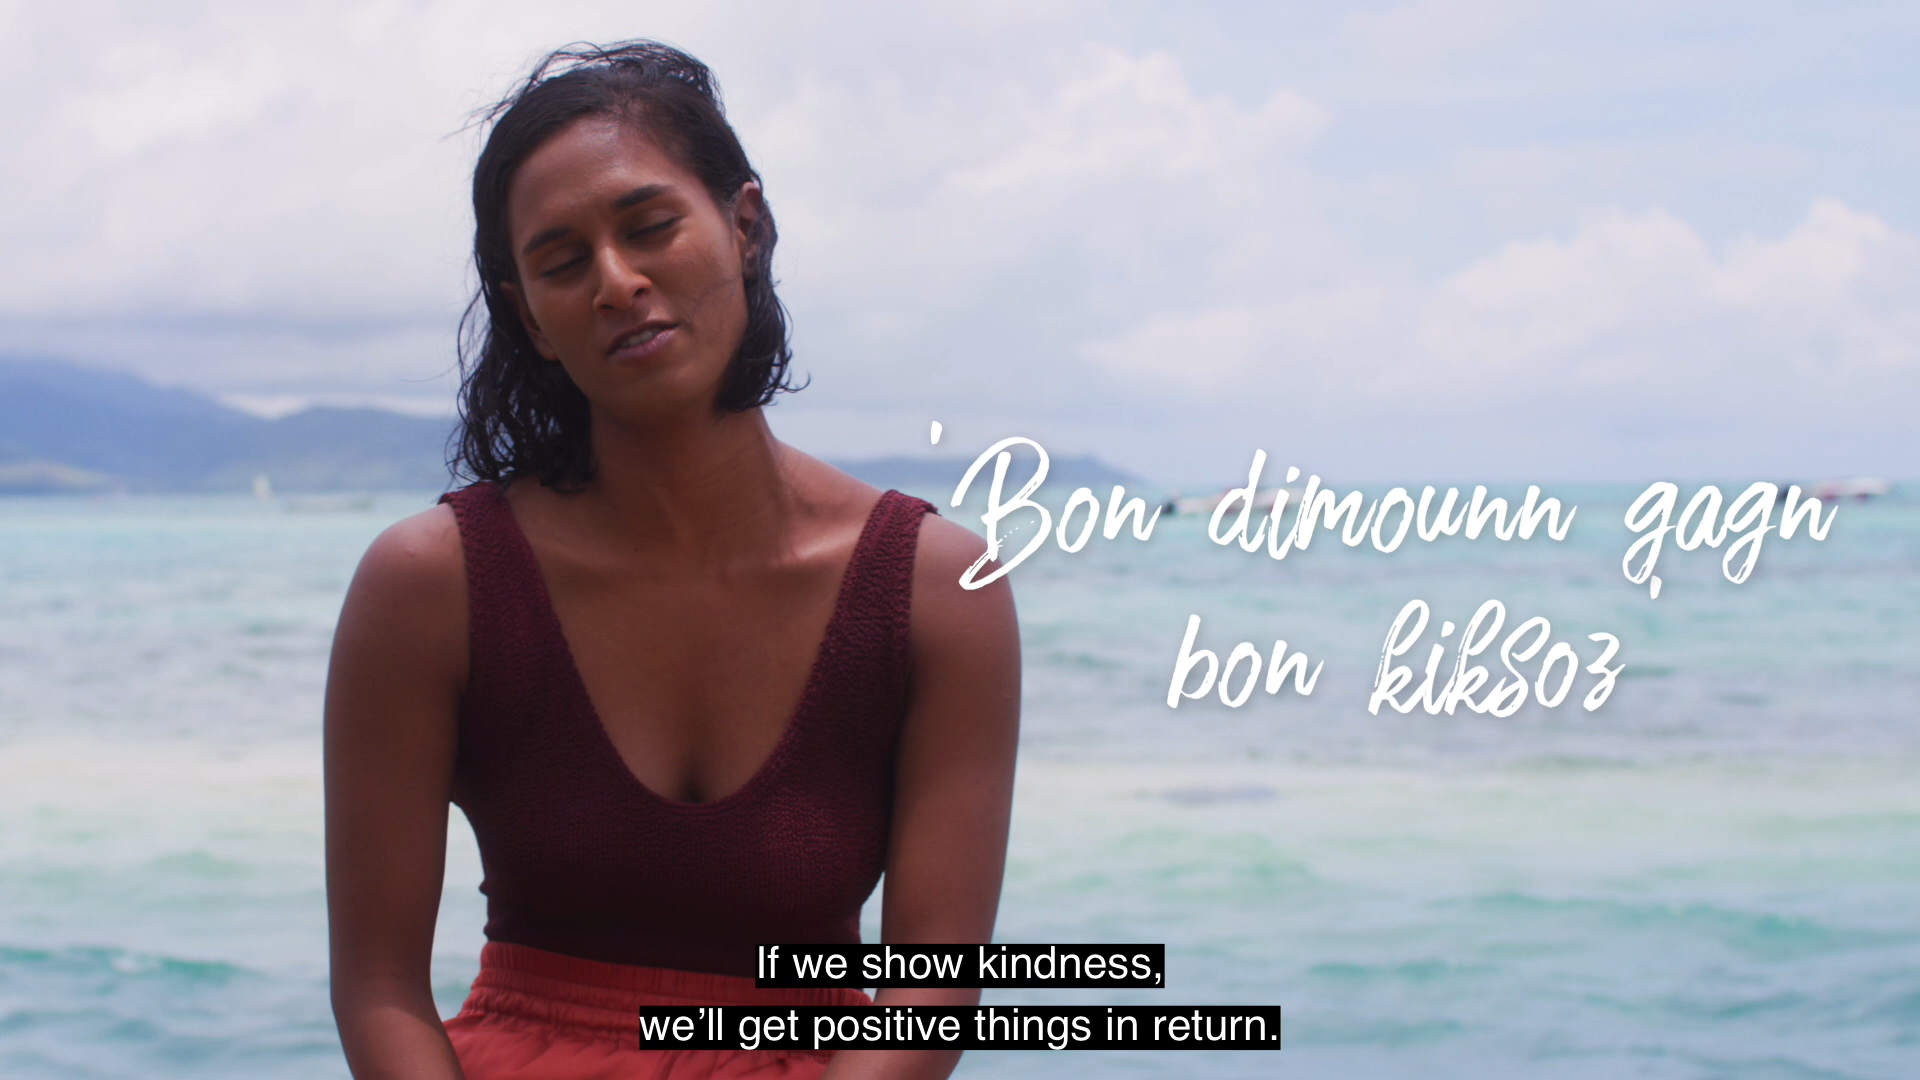 'Bon dimounn gagn
bon kiksoz'
If we show kindness,
we’ll get positive things in return.